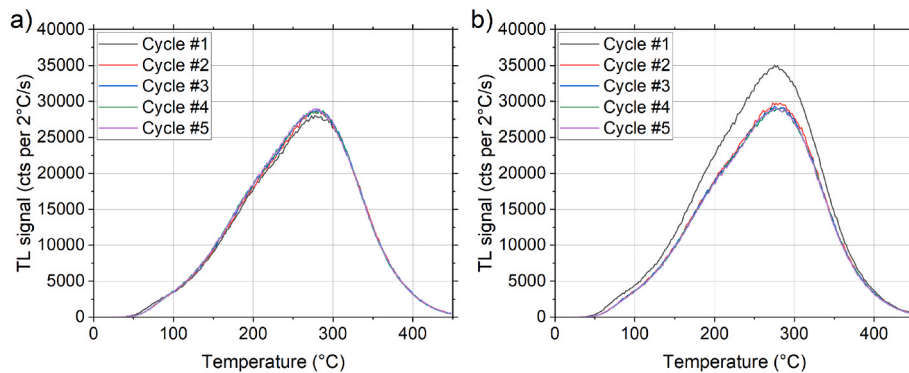 a)
TL signal (cts per 2°C/s)
40000
35000
30000
25000
20000
15000
10000
5000
0
Cycle #1
Cycle #2
Cycle #3
Cycle #4
Cycle #5
0 100 200 300 400
Temperature (°C)
b)
TL signal (cts per 2°C/s)
40000
35000
30000
25000
20000
15000
10000
5000
0
Cycle #1
Cycle #2
Cycle #3
Cycle #4
Cycle #5
0 100 200 300 400
Temperature (°C)